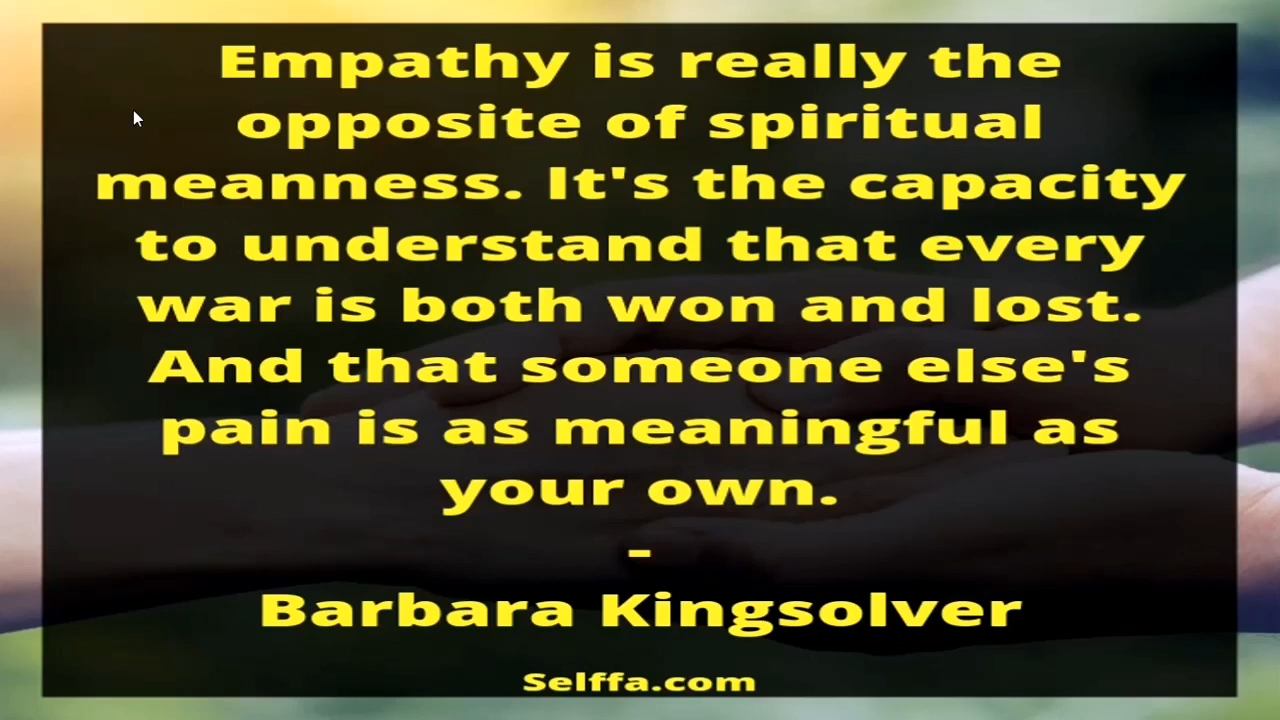 Empathy is really the
opposite of spiritual
meanness. It's the capacity
to understand that every
war is both won and lost.
And that someone else's
pain is as meaningful as
your own.
-
Barbara Kingsolver
Selffa.com